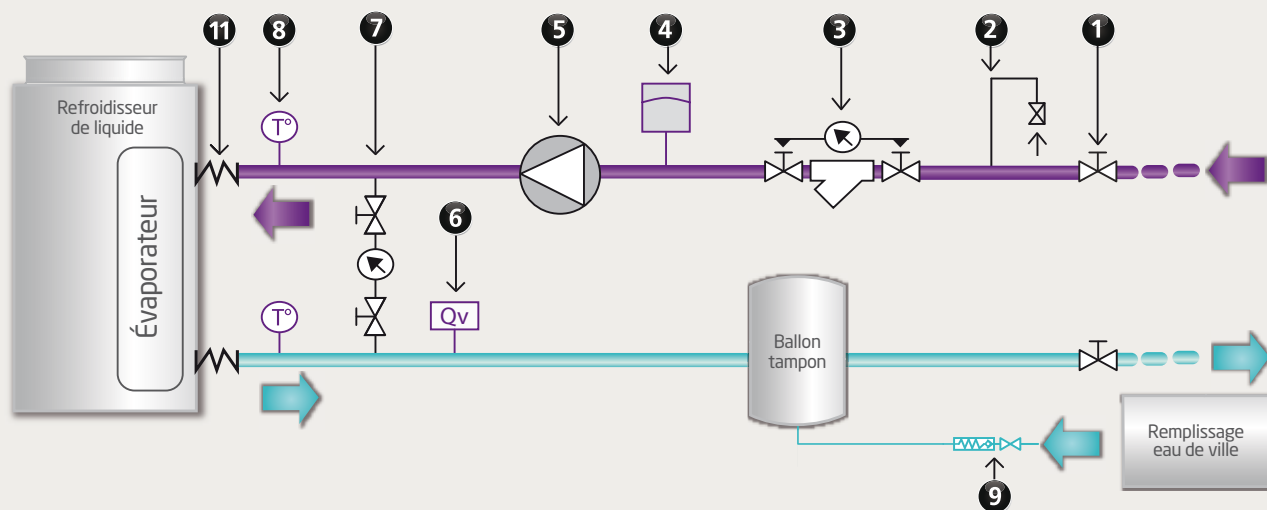 11
8
7
5
4
3
2
1
Refroidisseur
de liquide
T°
Évaporateur
6
T°
Qv
Ballon
tampon
Remplissage
eau de ville
9